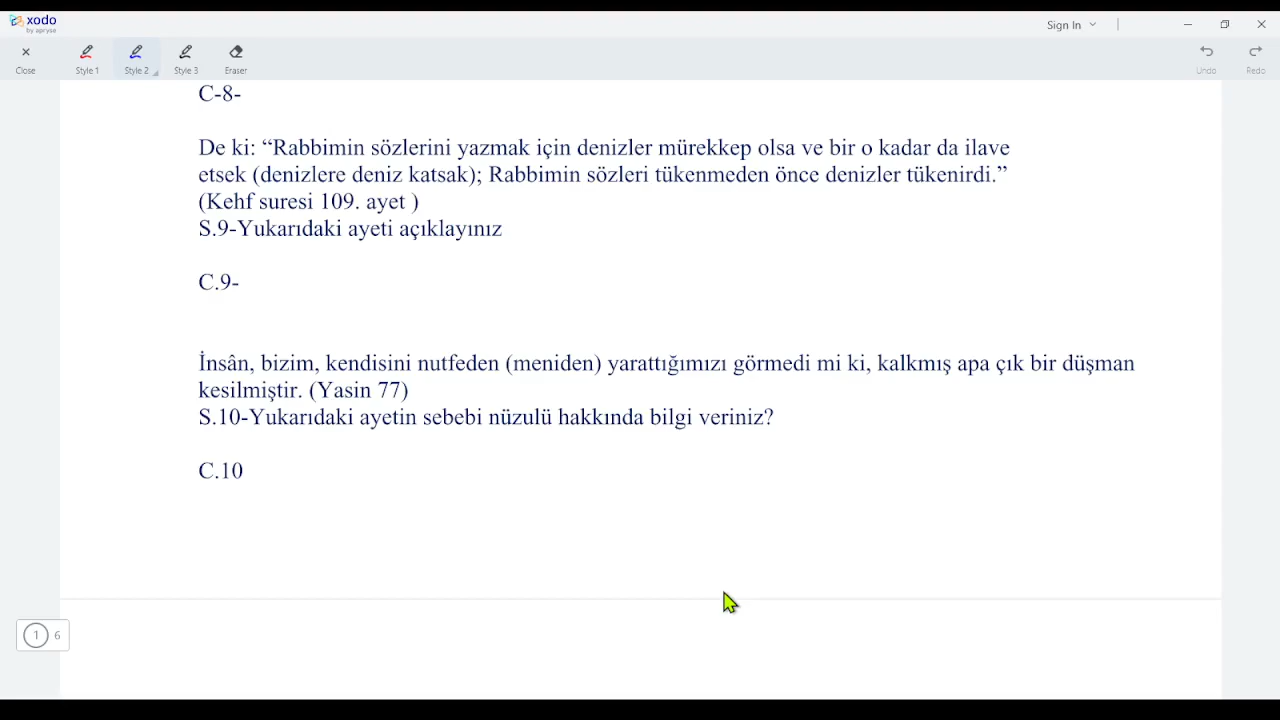 xodo
by apryse
Sign In
Close
Style 1
Style 2
Style 3
Eraser
Undo
Redo
C-8-
De ki: “Rabbimin sözlerini yazmak için denizler mürekkep olsa ve bir o kadar da ilave
etsek (denizlere deniz katsak); Rabbimin sözleri tükenmeden önce denizler tükenirdi.”
(Kehf suresi 109. ayet )
S.9-Yukarıdaki ayeti açıklayınız
C.9-
İnsân, bizim, kendisini nutfeden (meniden) yarattığımızı görmedi mi ki, kalkmış apa çık bir düşman
kesilmiştir. (Yasin 77)
S.10-Yukarıdaki ayetin sebebi nüzulü hakkında bilgi veriniz?
C.10
1 6